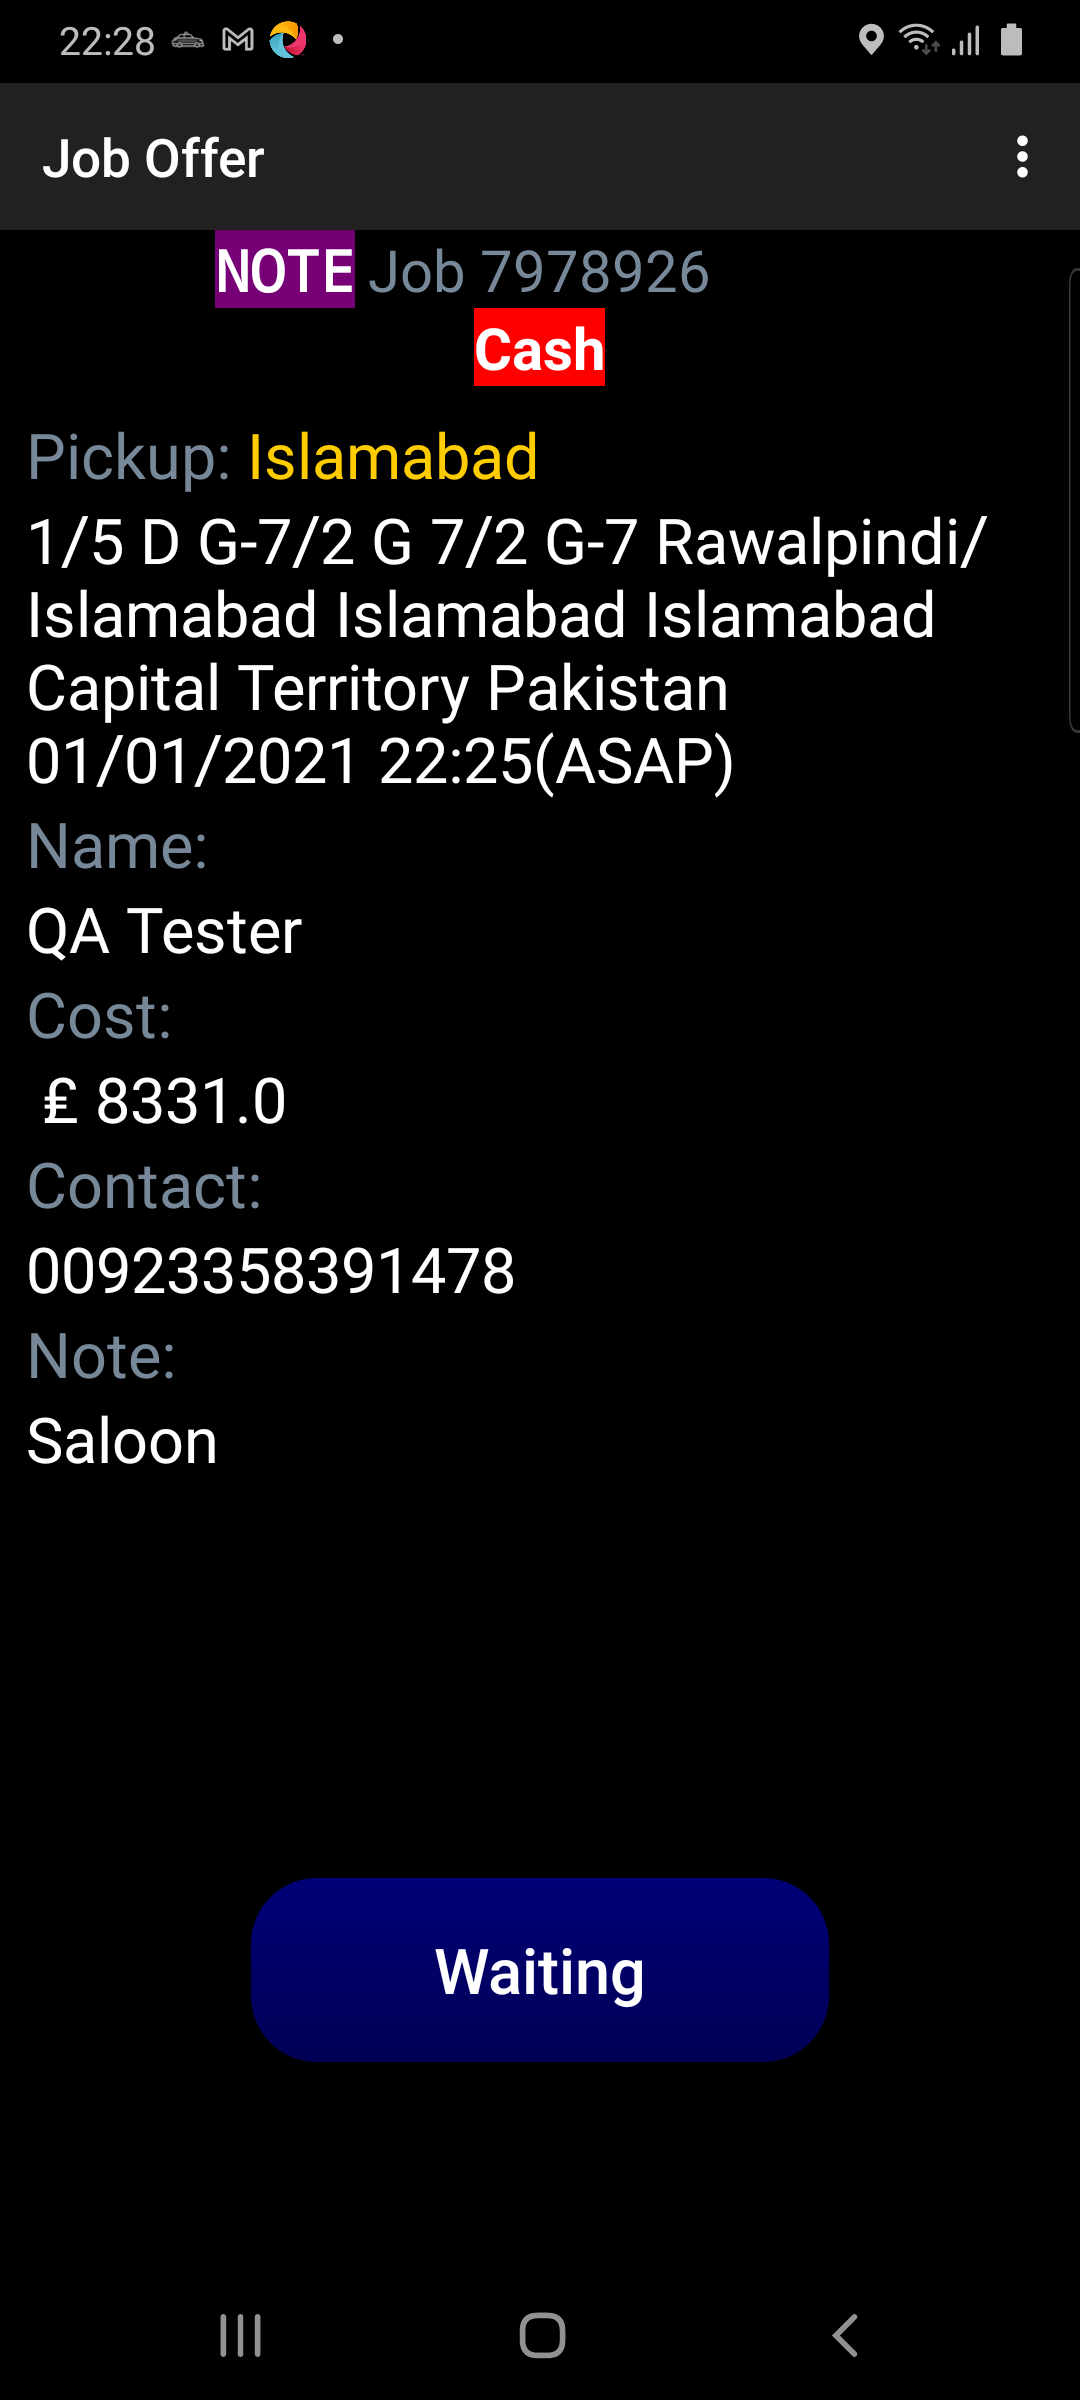 22:28
Job Offer
NOTE Job 7978926
Cash
Pickup: Islamabad
1/5 D G-7/2 G 7/2 G-7 Rawalpindi/
Islamabad Islamabad Islamabad
Capital Territory Pakistan
01/01/2021 22:25(ASAP)
Name:
QA Tester
Cost:
₤ 8331.0
Contact:
00923358391478
Note:
Saloon
Waiting